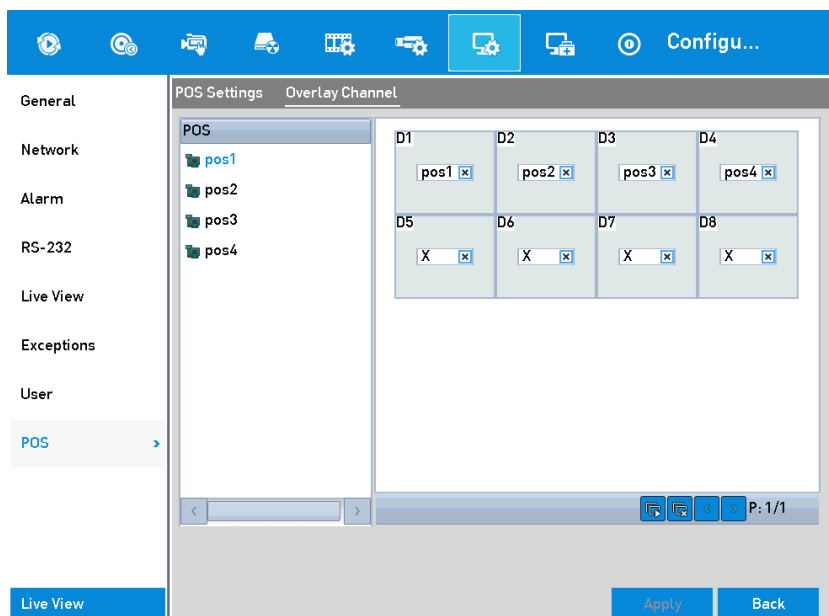 Configu...
General
Network
Alarm
RS-232
Live View
Exceptions
User
POS
Live View
POS Settings Overlay Channel
POS
pos1
pos2
pos3
pos4
D1 D2 D3 D4
pos1 pos2 pos3 pos4
D5 D6 D7 D8
X X X X
P: 1/1
Apply Back